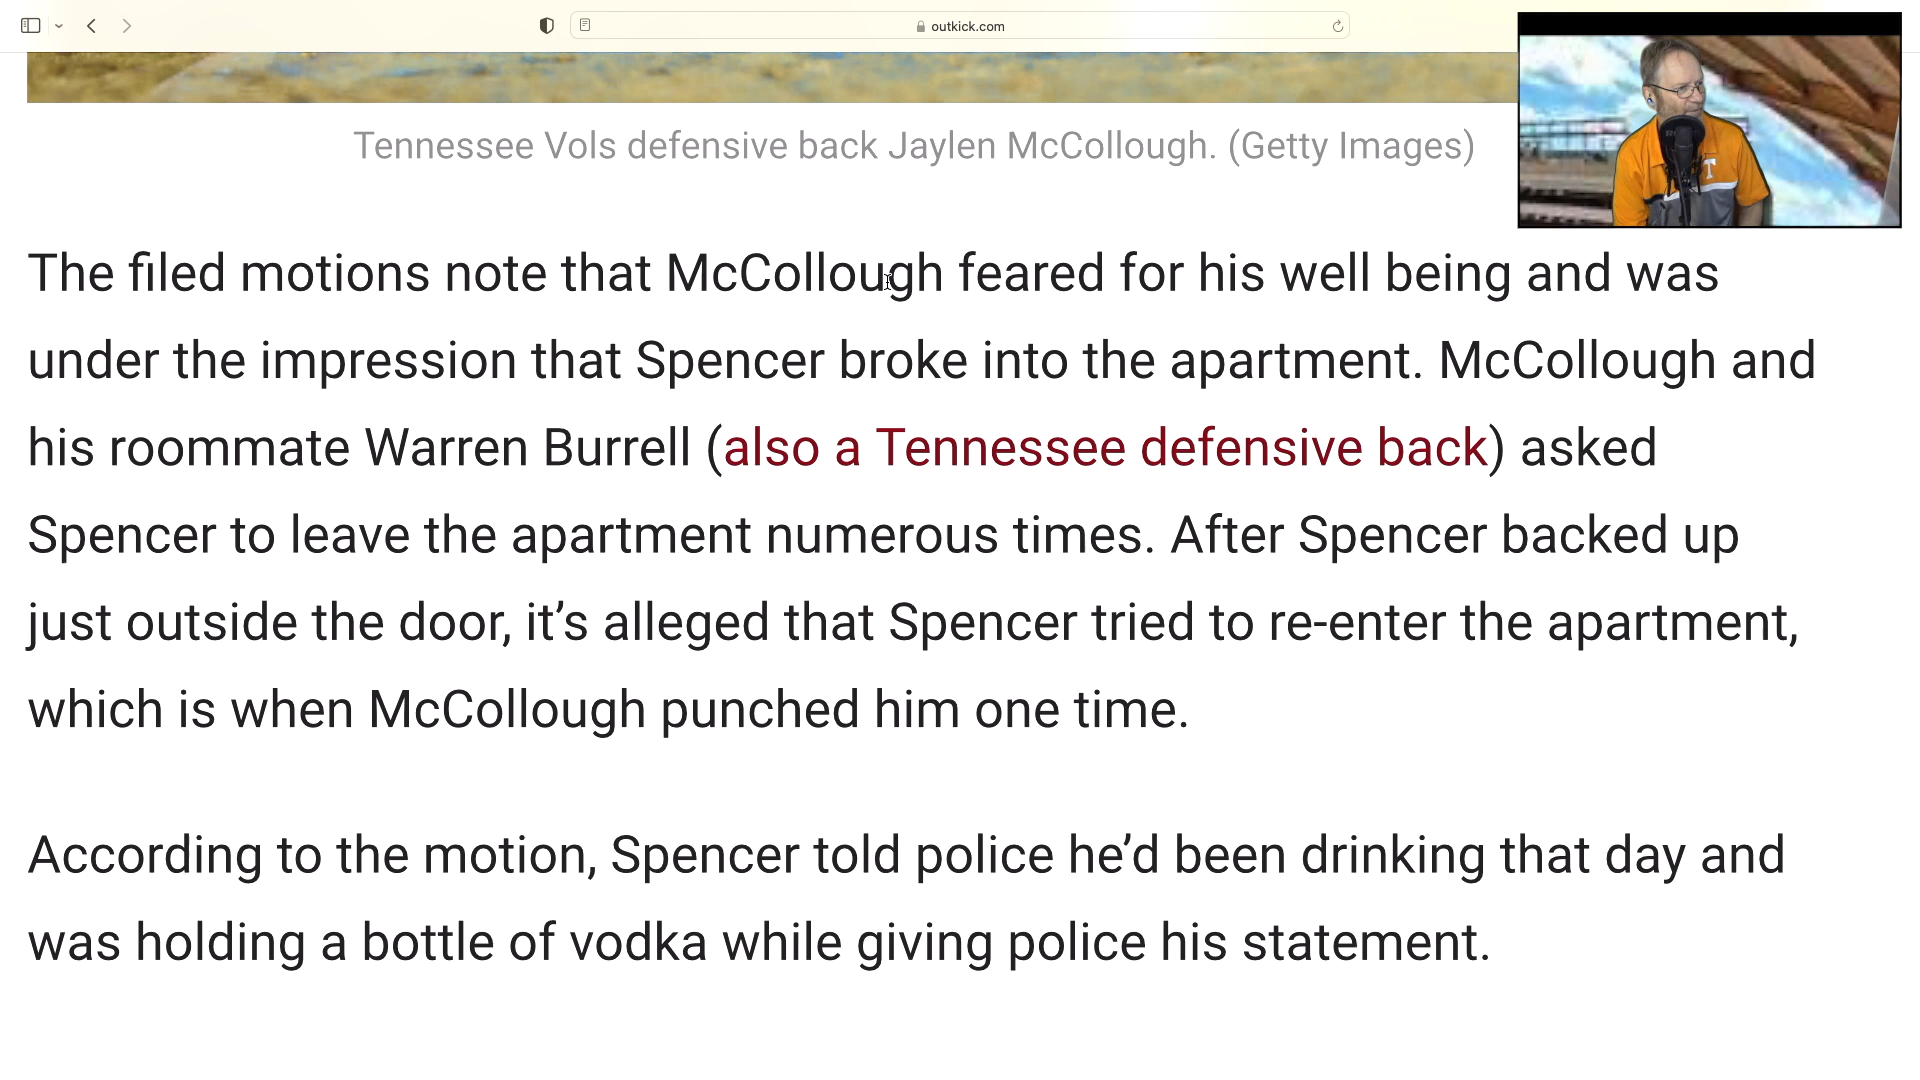 outkick.com
Tennessee Vols defensive back Jaylen McCollough. (Getty Images)
T
The filed motions note that McCollough feared for his well being and was
under the impression that Spencer broke into the apartment. McCollough and
his roommate Warren Burrell (also a Tennessee defensive back) asked
Spencer to leave the apartment numerous times. After Spencer backed up
just outside the door, it’s alleged that Spencer tried to re-enter the apartment,
which is when McCollough punched him one time.
According to the motion, Spencer told police he’d been drinking that day and
was holding a bottle of vodka while giving police his statement.